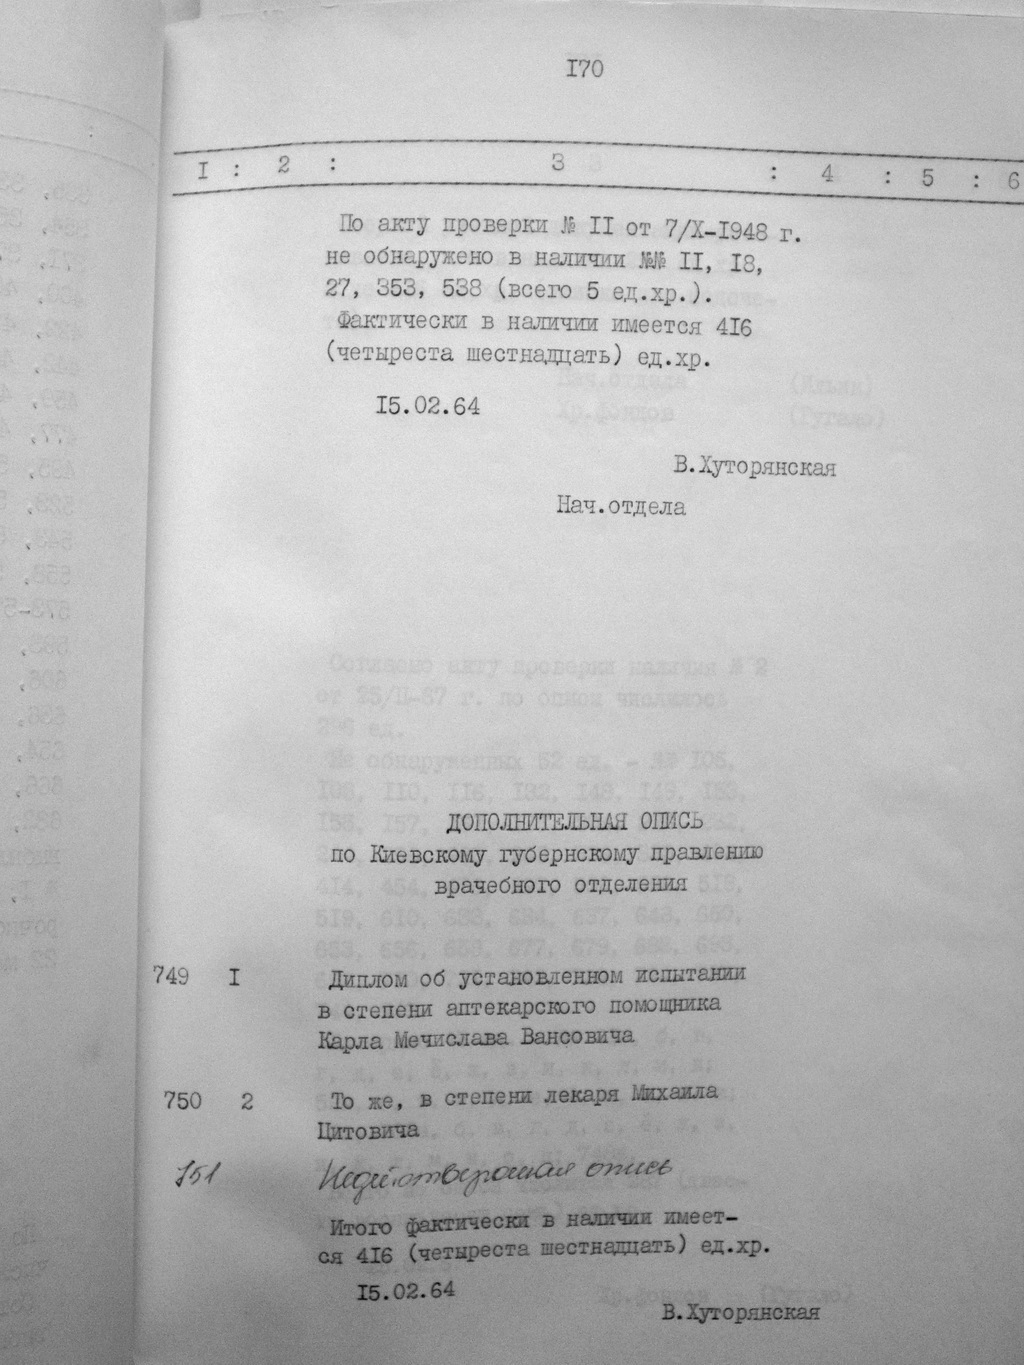 I70
I : 2 : 3 : 4 : 5 : 6
По акту проверки № II от 7/X-I948 г.
не обнаружено в наличии №№ II, I8,
27, 353, 538 (всего 5 ед.хр.).
Фактически в наличии имеется 4I6
(четыреста шестнадцать) ед.хр.
I5.02.64
В.Хуторянская
Нач.отдела
ДОПОЛНИТЕЛЬНАЯ ОПИСЬ
по Киевскому губернскому правлению
врачебного отделения
749 I Диплом об установленном испытании
в степени аптекарского помощника
Карла Мечислава Вансовича
750 2 То же, в степени лекаря Михаила
Цитовича
751 опись
Итого фактически в наличии имеет-
ся 4I6 (четыреста шестнадцать) ед.хр.
I5.02.64
В.Хуторянская